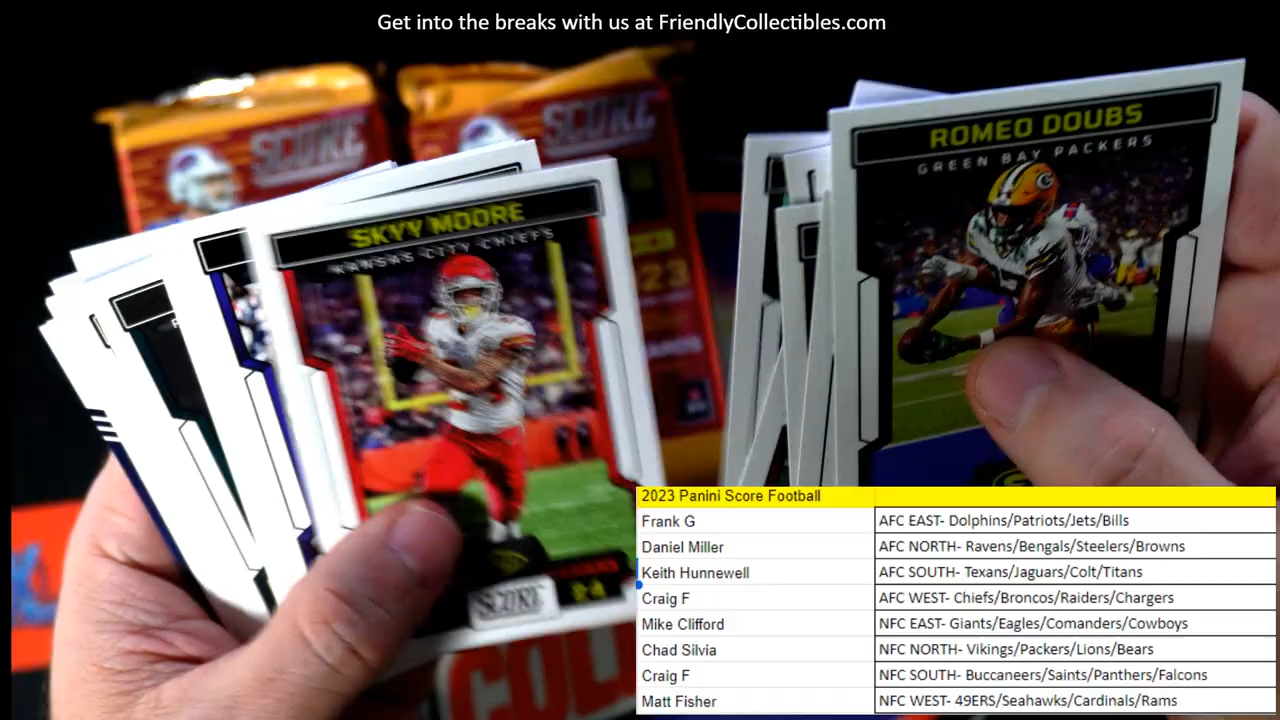 Get into the breaks with us at FriendlyCollectibles.com
SCORE
SCORE
ROMEO DOUBS
GREEN BAY PACKERS
SKYY MOORE
KANSAS CITY CHIEFS
23
SCORE
COLL
2023 Panini Score Football
Frank G AFC EAST- Dolphins/Patriots/Jets/Bills
Daniel Miller AFC NORTH- Ravens/Bengals/Steelers/Browns
Keith Hunnewell AFC SOUTH- Texans/Jaguars/Colt/Titans
Craig F AFC WEST- Chiefs/Broncos/Raiders/Chargers
Mike Clifford NFC EAST- Giants/Eagles/Comanders/Cowboys
Chad Silvia NFC NORTH- Vikings/Packers/Lions/Bears
Craig F NFC SOUTH- Buccaneers/Saints/Panthers/Falcons
Matt Fisher NFC WEST- 49ERS/Seahawks/Cardinals/Rams